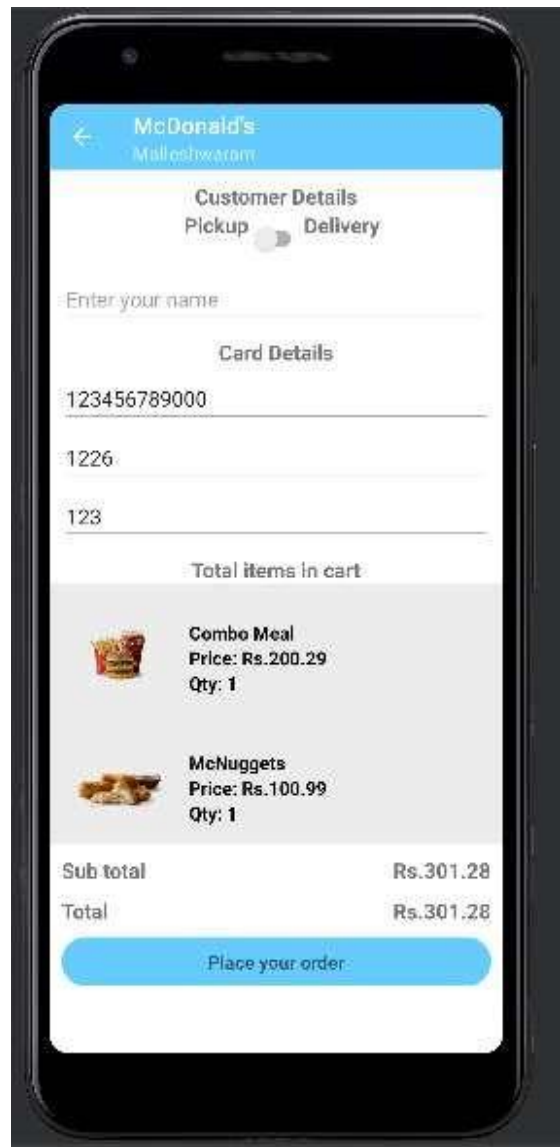 McDonald's
Malleshwaram
Customer Details
Pickup Delivery
Enter your name
Card Details
123456789000
1226
123
Total items in cart
Combo Meal
Price: Rs.200.29
Qty: 1
McNuggets
Price: Rs.100.99
Qty: 1
Sub total Rs.301.28
Total Rs.301.28
Place your order